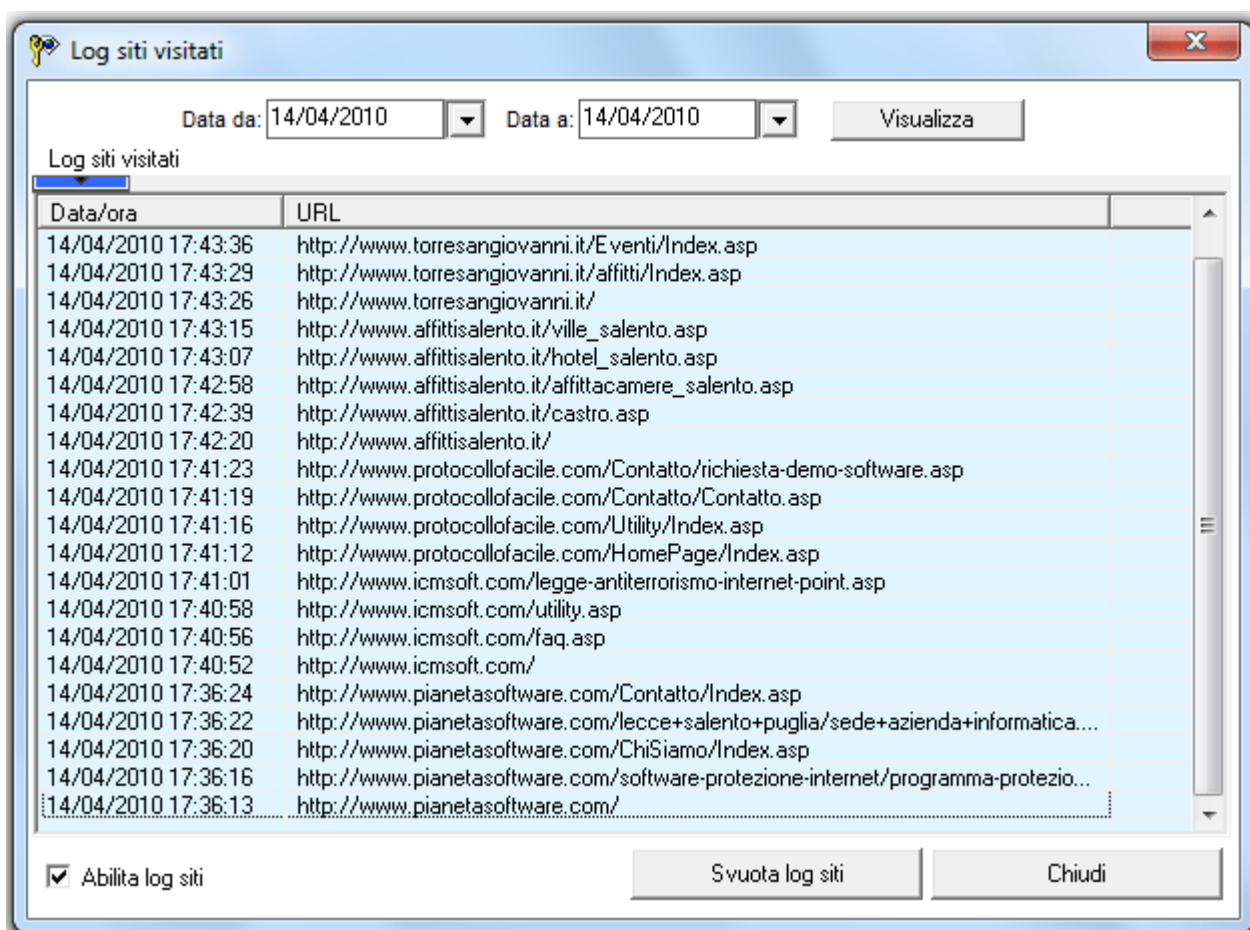 Log siti visitati
Data da: 14/04/2010 Data a: 14/04/2010 Visualizza
Log siti visitati
Data/ora URL
14/04/2010 17:43:36 http://www.torresangiovanni.it/Eventi/Index.asp
14/04/2010 17:43:29 http://www.torresangiovanni.it/affitti/Index.asp
14/04/2010 17:43:26 http://www.torresangiovanni.it/
14/04/2010 17:43:15 http://www.affittisalento.it/ville_salento.asp
14/04/2010 17:43:07 http://www.affittisalento.it/hotel_salento.asp
14/04/2010 17:42:58 http://www.affittisalento.it/affittacamere_salento.asp
14/04/2010 17:42:39 http://www.affittisalento.it/castro.asp
14/04/2010 17:42:20 http://www.affittisalento.it/
14/04/2010 17:41:23 http://www.protocollofacile.com/Contatto/richiesta-demo-software.asp
14/04/2010 17:41:19 http://www.protocollofacile.com/Contatto/Contatto.asp
14/04/2010 17:41:16 http://www.protocollofacile.com/Utility/Index.asp
14/04/2010 17:41:12 http://www.protocollofacile.com/HomePage/Index.asp
14/04/2010 17:41:01 http://www.icmsoft.com/legge-antiterrorismo-internet-point.asp
14/04/2010 17:40:58 http://www.icmsoft.com/utility.asp
14/04/2010 17:40:56 http://www.icmsoft.com/faq.asp
14/04/2010 17:40:52 http://www.icmsoft.com/
14/04/2010 17:36:24 http://www.pianetasoftware.com/Contatto/Index.asp
14/04/2010 17:36:22 http://www.pianetasoftware.com/lecce+salento+puglia/sede+azienda+informatica....
14/04/2010 17:36:20 http://www.pianetasoftware.com/ChiSiamo/Index.asp
14/04/2010 17:36:16 http://www.pianetasoftware.com/software-protezione-internet/programma-protezio...
14/04/2010 17:36:13 http://www.pianetasoftware.com/
Abilita log siti Svuota log siti Chiudi